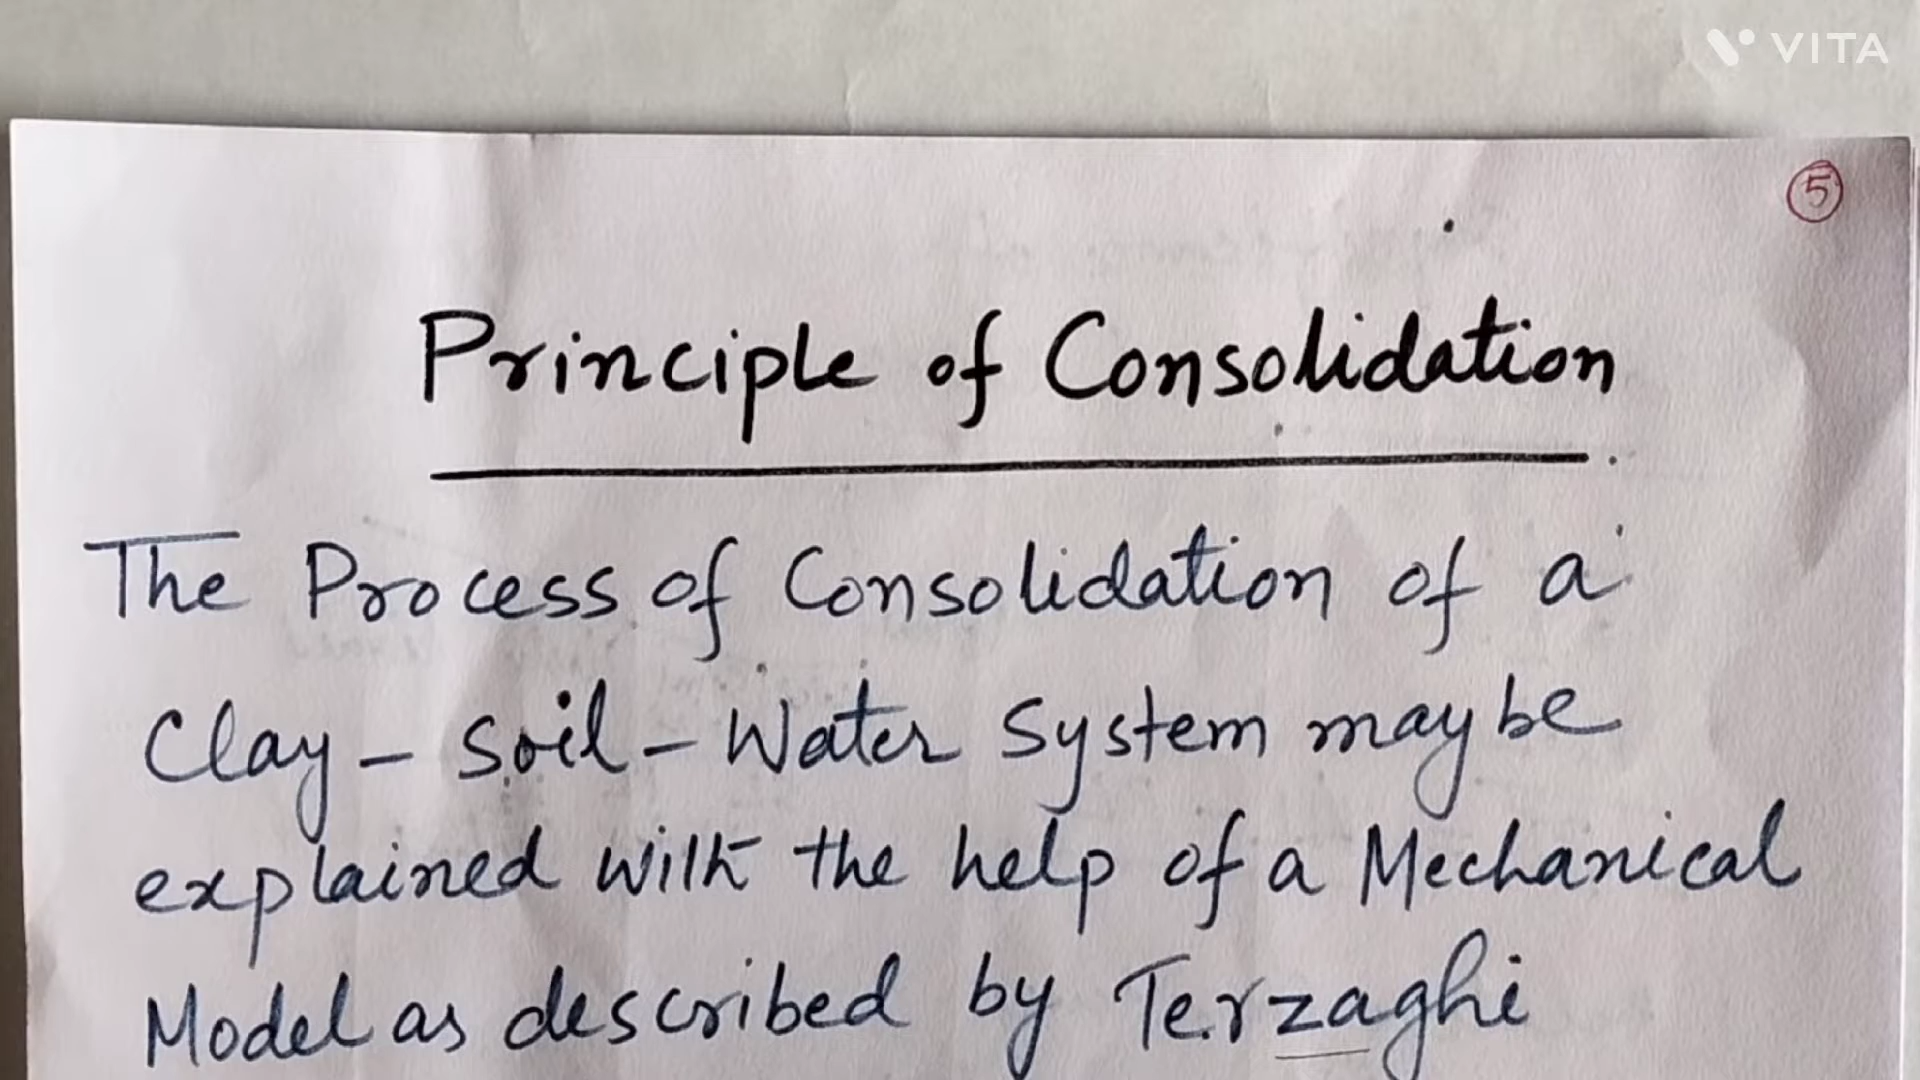 VITA
5
Principle of Consolidation
The Process of Consolidation of a
Clay - Soil - Water System may be
explained with the help of a Mechanical
Model as described by Terzaghi